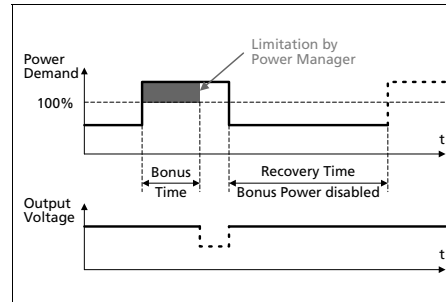 Limitation by
Power Manager
Power
Demand
100%
t
Bonus
Time
Recovery Time
Bonus Power disabled
Output
Voltage
t